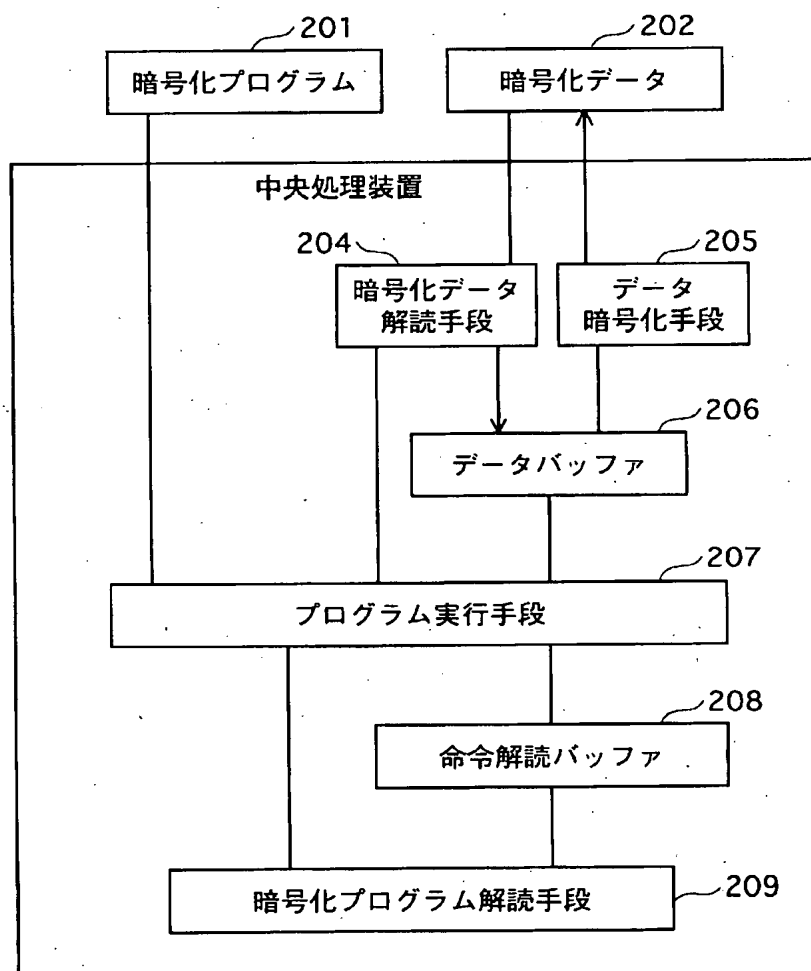 201
暗号化プログラム
202
暗号化データ
中央処理装置
204
暗号化データ
解読手段
205
データ
暗号化手段
206
データバッファ
207
プログラム実行手段
208
命令解読バッファ
暗号化プログラム解読手段
209